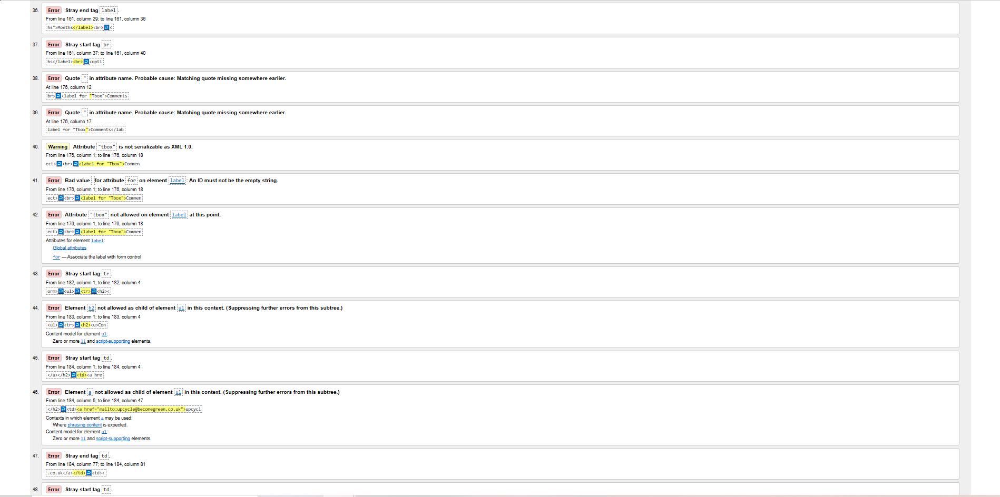 36. Error Stray end tag label.
From line 161, column 29; to line 161, column 36
hs">Months</label><br>↩<
37. Error Stray start tag br.
From line 161, column 37; to line 161, column 40
hs</label><br>↩<opti
38. Error Quote " in attribute name. Probable cause: Matching quote missing somewhere earlier.
At line 176, column 12
br>↩<label for "Tbox">Comments
39. Error Quote " in attribute name. Probable cause: Matching quote missing somewhere earlier.
At line 176, column 17
label for "Tbox">Comments</lab
40. Warning Attribute "tbox" is not serializable as XML 1.0.
From line 176, column 1; to line 176, column 18
ect>↩<br>↩<label for "Tbox">Commen
41. Error Bad value for attribute for on element label: An ID must not be the empty string.
From line 176, column 1; to line 176, column 18
ect>↩<br>↩<label for "Tbox">Commen
42. Error Attribute "tbox" not allowed on element label at this point.
From line 176, column 1; to line 176, column 18
ect>↩<br>↩<label for "Tbox">Commen
Attributes for element label:
Global attributes
for — Associate the label with form control
43. Error Stray start tag tr.
From line 182, column 1; to line 182, column 4
orm>↩<ul>↩<tr>↩<h2><
44. Error Element h2 not allowed as child of element ul in this context. (Suppressing further errors from this subtree.)
From line 183, column 1; to line 183, column 4
<ul>↩<tr>↩<h2><u>Con
Content model for element ul:
Zero or more li and script-supporting elements.
45. Error Stray start tag td.
From line 184, column 1; to line 184, column 4
</u></h2>↩<td><a hre
46. Error Element a not allowed as child of element ul in this context. (Suppressing further errors from this subtree.)
From line 184, column 5; to line 184, column 47
</h2>↩<td><a href="mailto:upcycle@becomegreen.co.uk">upcycl
Contexts in which element a may be used:
Where phrasing content is expected.
Content model for element ul:
Zero or more li and script-supporting elements.
47. Error Stray end tag td.
From line 184, column 77; to line 184, column 81
.co.uk</a></td>↩<td><
48. Error Stray start tag td.